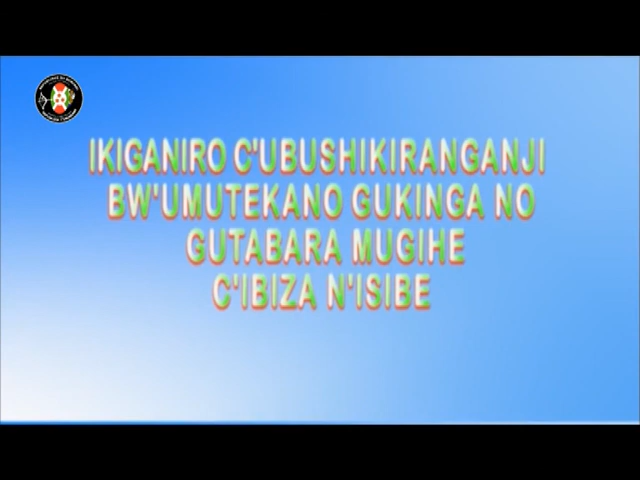 IKIGANIRO C'UBUSHIKIRANGANJI
BW'UMUTEKANO GUKINGA NO
GUTABARA MUGIHE
C'IBIZA N'ISIBE